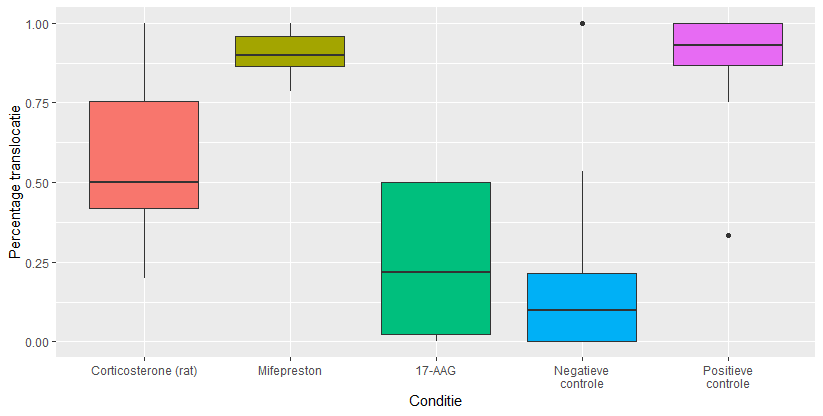 Percentage translocatie
1.00
0.75
0.50
0.25
0.00
Corticosterone (rat)
Mifepreston
17-AAG
Negatieve
controle
Positieve
controle
Conditie